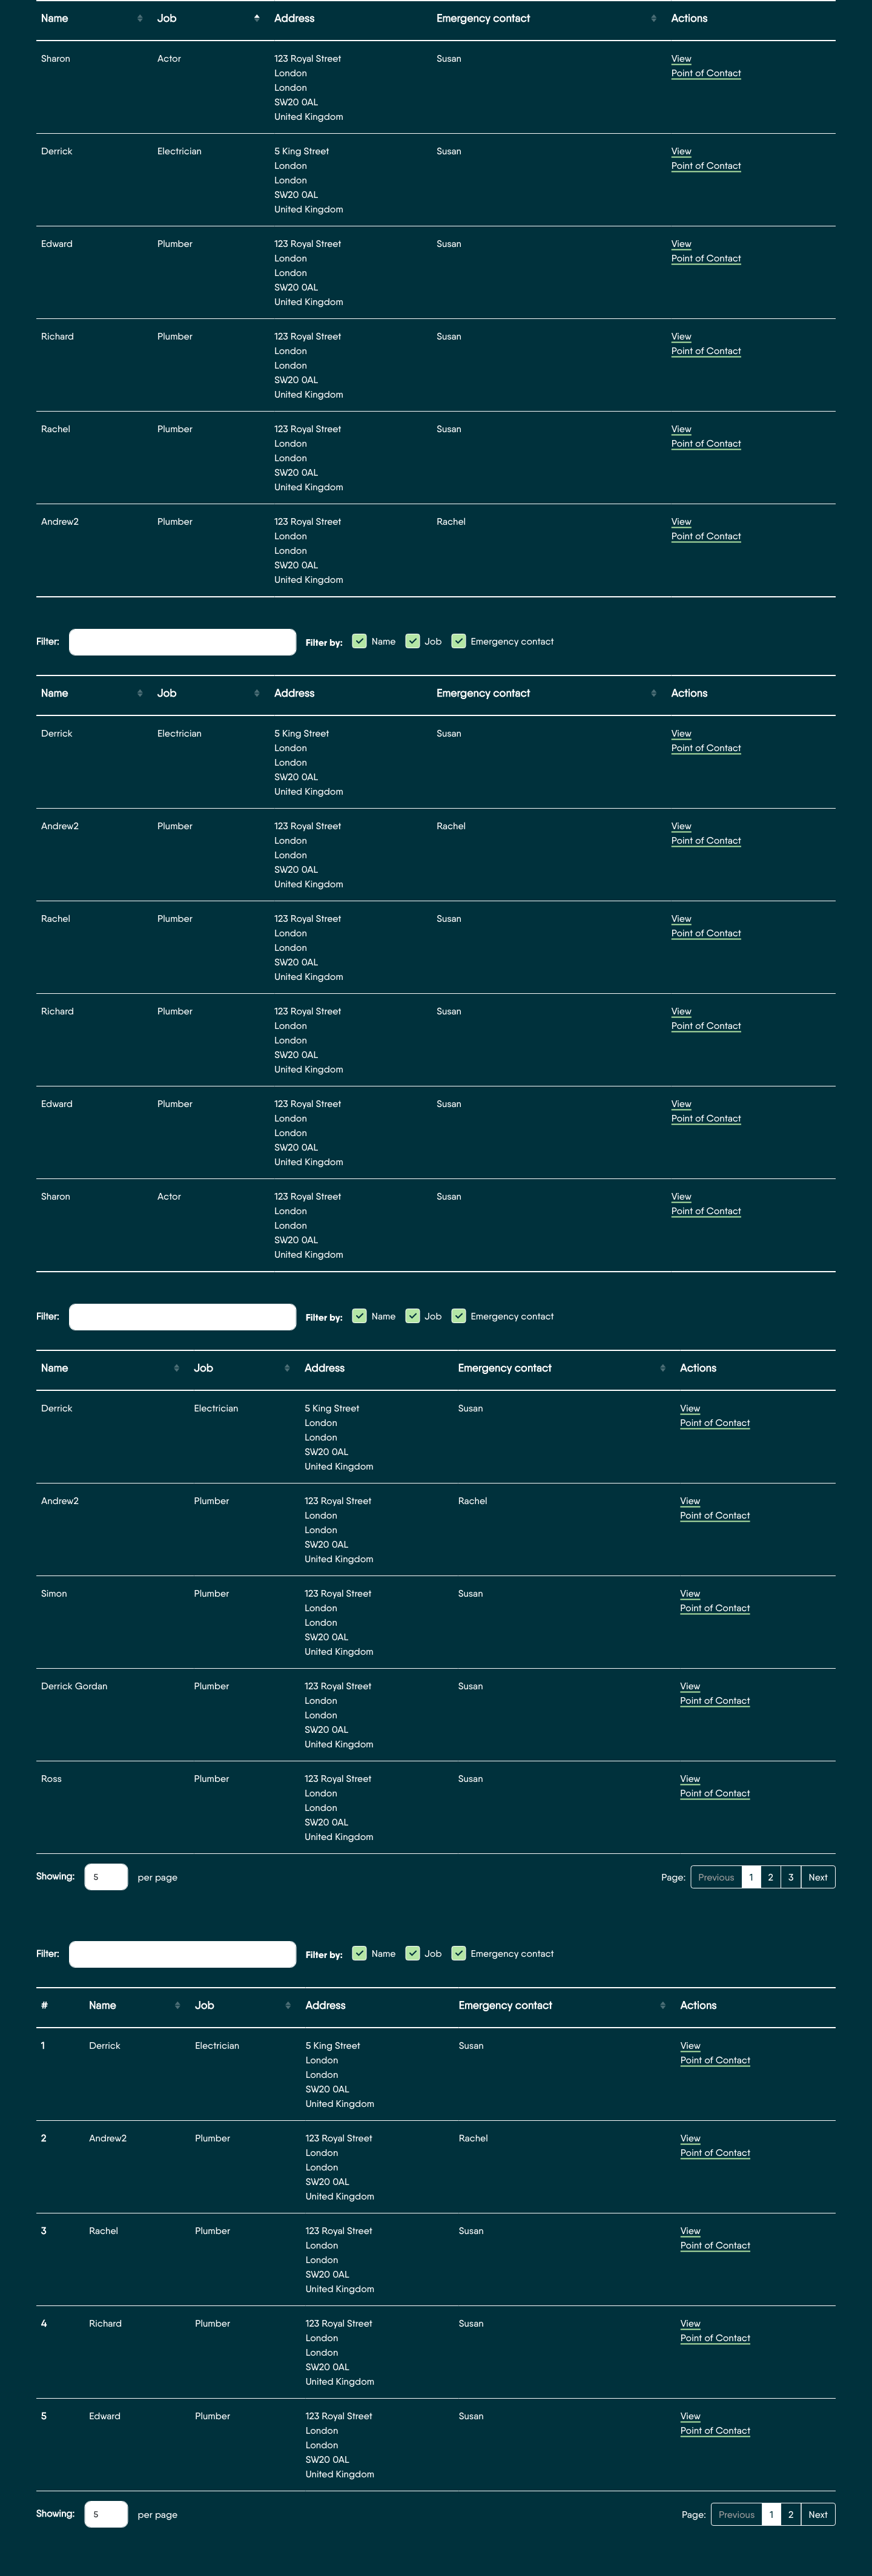 Name Job Address Emergency contact Actions
Sharon Actor 123 Royal Street Susan View
London Point of Contact
London
SW20 0AL
United Kingdom
Derrick Electrician 5 King Street Susan View
London Point of Contact
London
SW20 0AL
United Kingdom
Edward Plumber 123 Royal Street Susan View
London Point of Contact
London
SW20 0AL
United Kingdom
Richard Plumber 123 Royal Street Susan View
London Point of Contact
London
SW20 0AL
United Kingdom
Rachel Plumber 123 Royal Street Susan View
London Point of Contact
London
SW20 0AL
United Kingdom
Andrew2 Plumber 123 Royal Street Rachel View
London Point of Contact
London
SW20 0AL
United Kingdom
Filter: Filter by: Name Job Emergency contact
Name Job Address Emergency contact Actions
Derrick Electrician 5 King Street Susan View
London Point of Contact
London
SW20 0AL
United Kingdom
Andrew2 Plumber 123 Royal Street Rachel View
London Point of Contact
London
SW20 0AL
United Kingdom
Rachel Plumber 123 Royal Street Susan View
London Point of Contact
London
SW20 0AL
United Kingdom
Richard Plumber 123 Royal Street Susan View
London Point of Contact
London
SW20 0AL
United Kingdom
Edward Plumber 123 Royal Street Susan View
London Point of Contact
London
SW20 0AL
United Kingdom
Sharon Actor 123 Royal Street Susan View
London Point of Contact
London
SW20 0AL
United Kingdom
Filter: Filter by: Name Job Emergency contact
Name Job Address Emergency contact Actions
Derrick Electrician 5 King Street Susan View
London Point of Contact
London
SW20 0AL
United Kingdom
Andrew2 Plumber 123 Royal Street Rachel View
London Point of Contact
London
SW20 0AL
United Kingdom
Simon Plumber 123 Royal Street Susan View
London Point of Contact
London
SW20 0AL
United Kingdom
Derrick Gordan Plumber 123 Royal Street Susan View
London Point of Contact
London
SW20 0AL
United Kingdom
Ross Plumber 123 Royal Street Susan View
London Point of Contact
London
SW20 0AL
United Kingdom
Showing: 5 per page Page: Previous 1 2 3 Next
Filter: Filter by: Name Job Emergency contact
# Name Job Address Emergency contact Actions
1 Derrick Electrician 5 King Street Susan View
London Point of Contact
London
SW20 0AL
United Kingdom
2 Andrew2 Plumber 123 Royal Street Rachel View
London Point of Contact
London
SW20 0AL
United Kingdom
3 Rachel Plumber 123 Royal Street Susan View
London Point of Contact
London
SW20 0AL
United Kingdom
4 Richard Plumber 123 Royal Street Susan View
London Point of Contact
London
SW20 0AL
United Kingdom
5 Edward Plumber 123 Royal Street Susan View
London Point of Contact
London
SW20 0AL
United Kingdom
Showing: 5 per page Page: Previous 1 2 Next